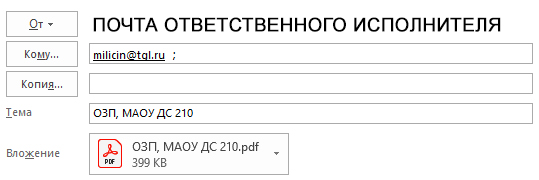 От ПОЧТА ОТВЕТСТВЕННОГО ИСПОЛНИТЕЛЯ
Кому... milicin@tgl.ru ;
Копия...
Тема ОЗП, МАОУ ДС 210
Вложение ОЗП, МАОУ ДС 210.pdf
PDF 399 KB